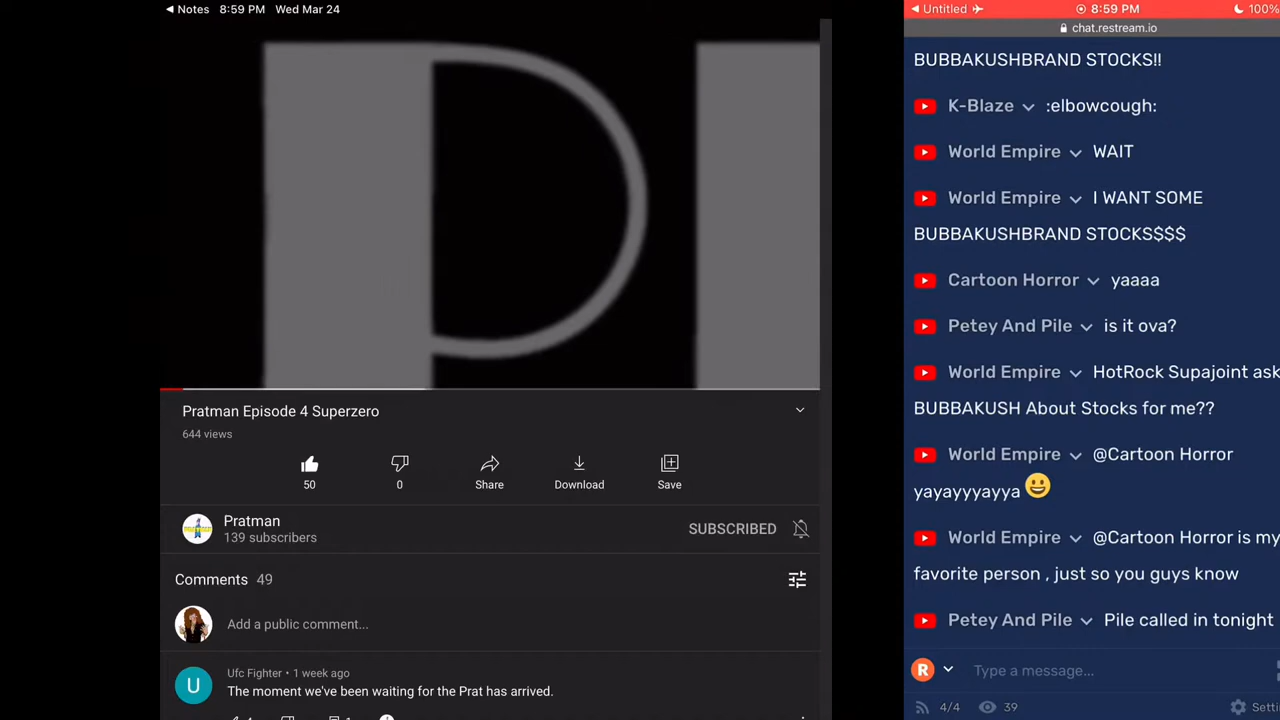 Notes 8:59 PM Wed Mar 24
PI
Pratman Episode 4 Superzero
644 views
50
0
Share
Download
Save
Pratman
139 subscribers
SUBSCRIBED
Comments 49
Add a public comment...
U
Ufc Fighter • 1 week ago
The moment we've been waiting for the Prat has arrived.
Untitled 8:59 PM 100%
chat.restream.io
BUBBAKUSHBRAND STOCKS!!
K-Blaze :elbowcough:
World Empire WAIT
World Empire I WANT SOME
BUBBAKUSHBRAND STOCKS$$$
Cartoon Horror yaaaa
Petey And Pile is it ova?
World Empire HotRock Supajoint ask
BUBBAKUSH About Stocks for me??
World Empire @Cartoon Horror
yayayyyayya 😀
World Empire @Cartoon Horror is my
favorite person , just so you guys know
Petey And Pile Pile called in tonight
R Type a message...
4/4 39 Setti